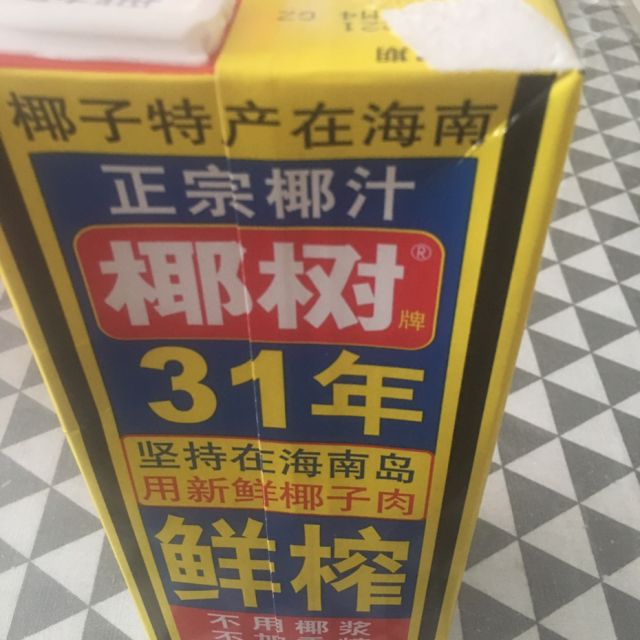 椰子特产在海南
正宗椰汁
椰树®
牌
31年
坚持在海南岛
用新鲜椰子肉
鲜榨
不用椰浆